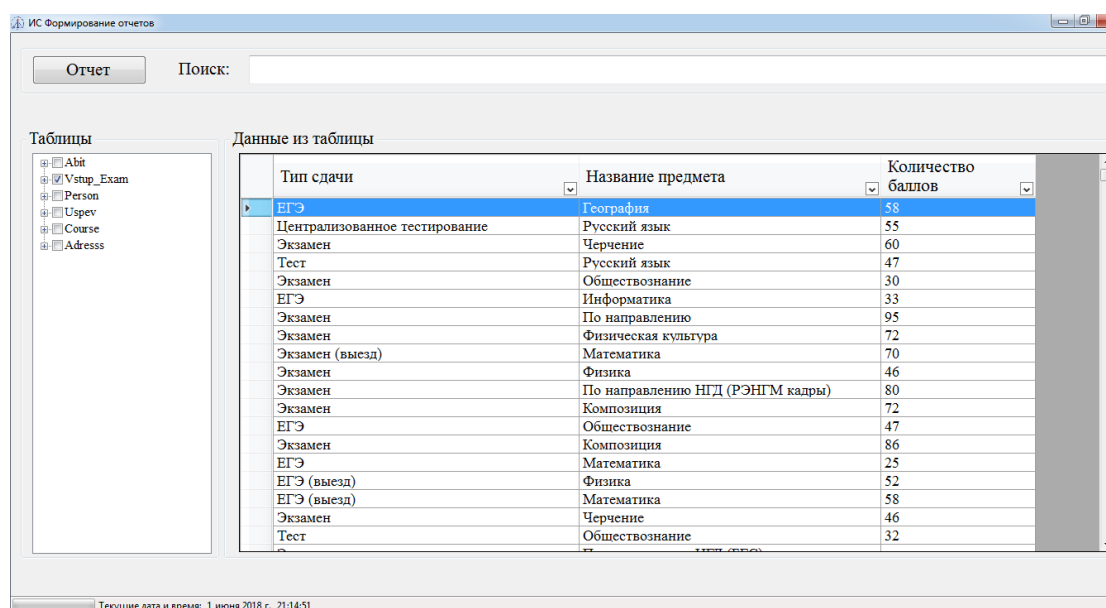 ИС Формирование отчетов
Отчет Поиск:
Таблицы Данные из таблицы
Abit
Vstup_Exam
Person
Uspev
Course
Adresss
Тип сдачи Название предмета Количество баллов
ЕГЭ География 58
Централизованное тестирование Русский язык 55
Экзамен Черчение 60
Тест Русский язык 47
Экзамен Обществознание 30
ЕГЭ Информатика 33
Экзамен По направлению 95
Экзамен Физическая культура 72
Экзамен (выезд) Математика 70
Экзамен Физика 46
Экзамен По направлению НГД (РЭНГМ кадры) 80
Экзамен Композиция 72
ЕГЭ Обществознание 47
Экзамен Композиция 86
ЕГЭ Математика 25
ЕГЭ (выезд) Физика 52
ЕГЭ (выезд) Математика 58
Экзамен Черчение 46
Тест Обществознание 32
Текущие дата и время: 1 июня 2018 г. 21:14:51